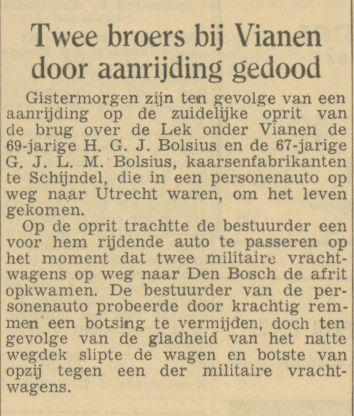 Twee broers bij Vianen
door aanrijding gedood
Gistermorgen zijn ten gevolge van een
aanrijding op de zuidelijke oprit van
de brug over de Lek onder Vianen de
69-jarige H. G. J. Bolsius en de 67-jarige
G. J. L. M. Bolsius, kaarsenfabrikanten
te Schijndel, die in een personenauto op
weg naar Utrecht waren, om het leven
gekomen.
Op de oprit trachtte de bestuurder een
voor hem rijdende auto te passeren op
het moment dat twee militaire vracht-
wagens op weg naar Den Bosch de afrit
opkwamen. De bestuurder van de per-
sonenauto probeerde door krachtig rem-
men een botsing te vermijden, doch ten
gevolge van de gladheid van het natte
wegdek slipte de wagen en botste van
opzij tegen een der militaire vracht-
wagens.